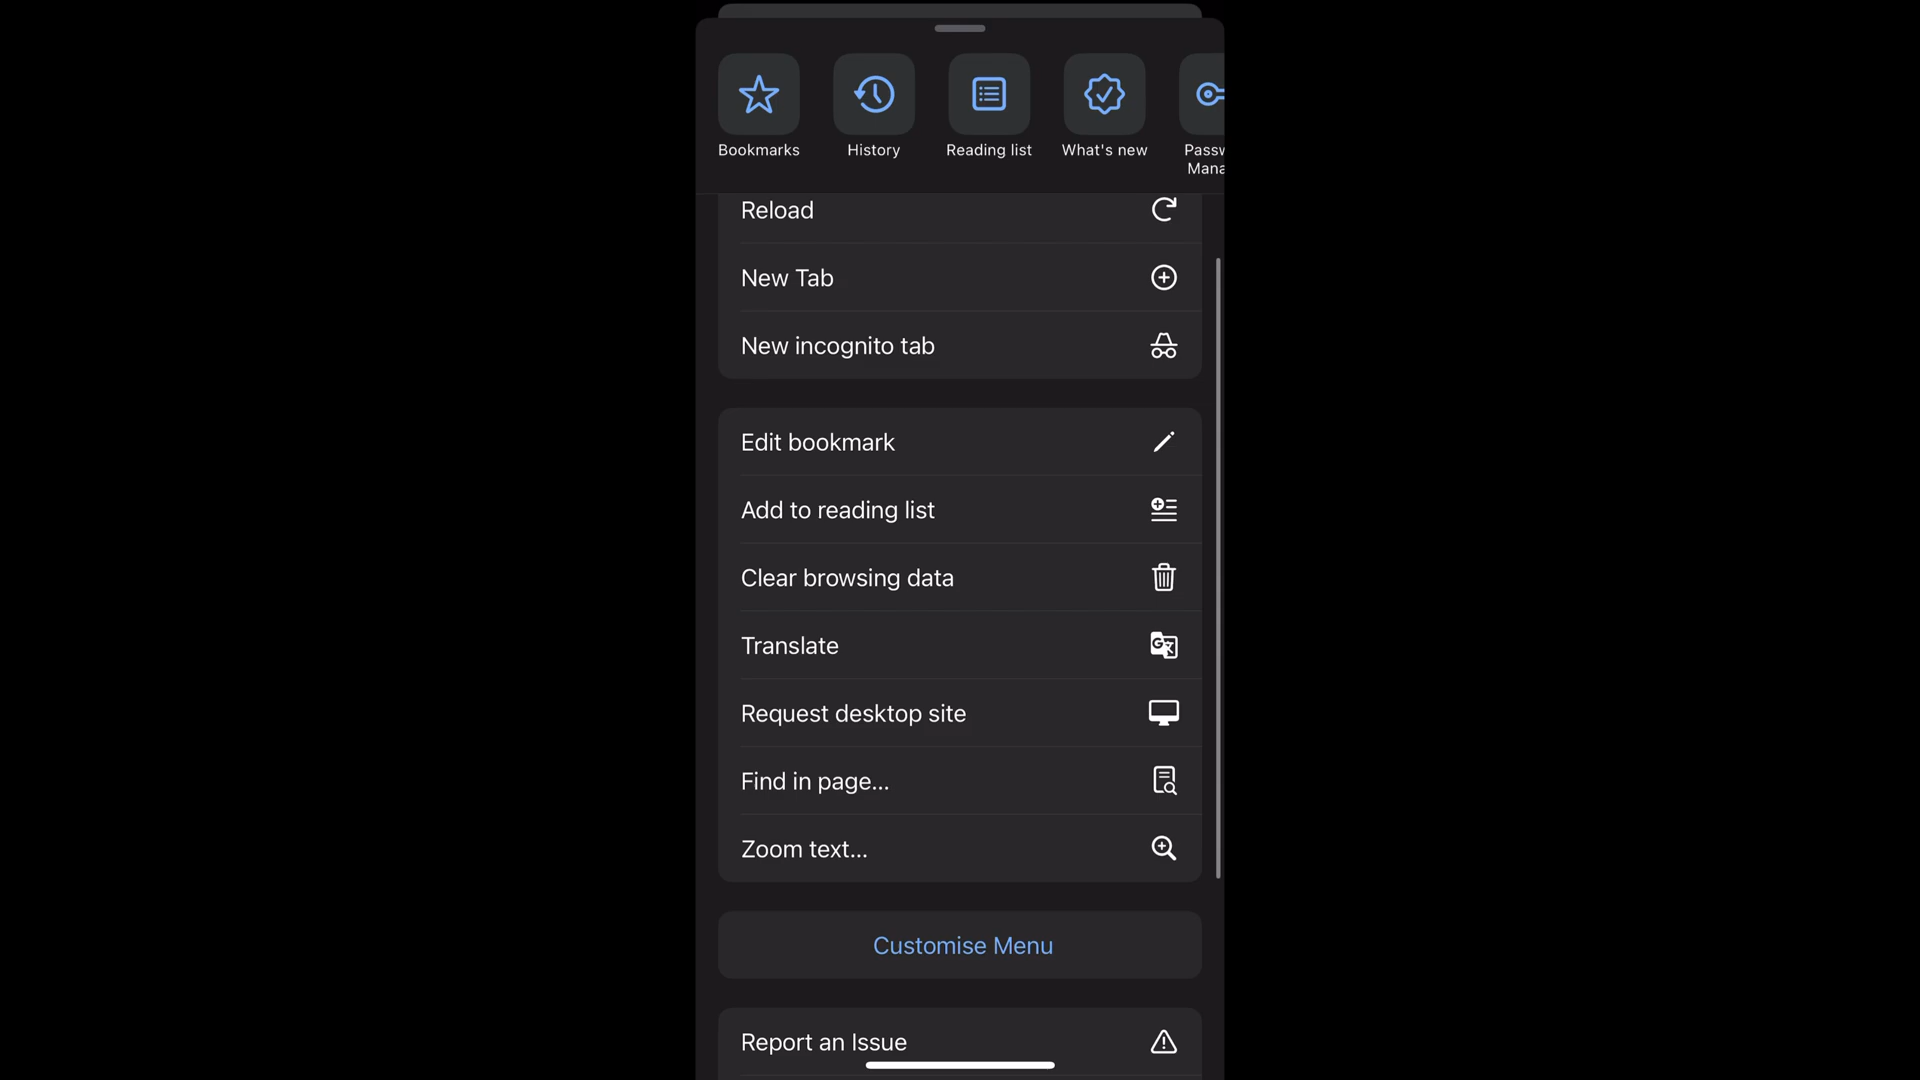 Bookmarks
History
Reading list
What's new
Passw
Mana
Reload
New Tab
New incognito tab
Edit bookmark
Add to reading list
Clear browsing data
Translate
Request desktop site
Find in page...
Zoom text...
Customise Menu
Report an Issue